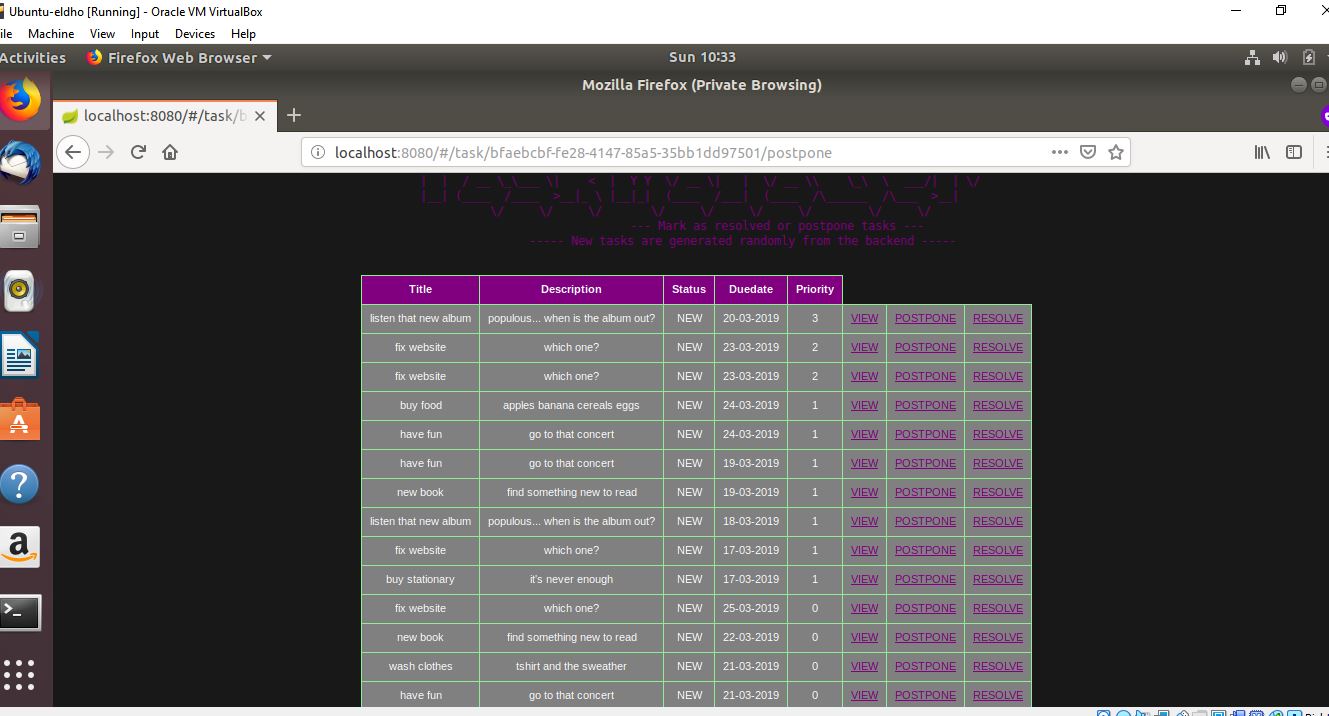 Ubuntu-eldho [Running] - Oracle VM VirtualBox
ile Machine View Input Devices Help
Activities Firefox Web Browser Sun 10:33
Mozilla Firefox (Private Browsing)
localhost:8080/#/task/b
localhost:8080/#/task/bfaebcbf-fe28-4147-85a5-35bb1dd97501/postpone
--- Mark as resolved or postpone tasks ---
----- New tasks are generated randomly from the backend -----
Title Description Status Duedate Priority
listen that new album populous... when is the album out? NEW 20-03-2019 3 VIEW POSTPONE RESOLVE
fix website which one? NEW 23-03-2019 2 VIEW POSTPONE RESOLVE
fix website which one? NEW 23-03-2019 2 VIEW POSTPONE RESOLVE
buy food apples banana cereals eggs NEW 24-03-2019 1 VIEW POSTPONE RESOLVE
have fun go to that concert NEW 24-03-2019 1 VIEW POSTPONE RESOLVE
have fun go to that concert NEW 19-03-2019 1 VIEW POSTPONE RESOLVE
new book find something new to read NEW 19-03-2019 1 VIEW POSTPONE RESOLVE
listen that new album populous... when is the album out? NEW 18-03-2019 1 VIEW POSTPONE RESOLVE
fix website which one? NEW 17-03-2019 1 VIEW POSTPONE RESOLVE
buy stationary it's never enough NEW 17-03-2019 1 VIEW POSTPONE RESOLVE
fix website which one? NEW 25-03-2019 0 VIEW POSTPONE RESOLVE
new book find something new to read NEW 22-03-2019 0 VIEW POSTPONE RESOLVE
wash clothes tshirt and the sweather NEW 21-03-2019 0 VIEW POSTPONE RESOLVE
have fun go to that concert NEW 21-03-2019 0 VIEW POSTPONE RESOLVE